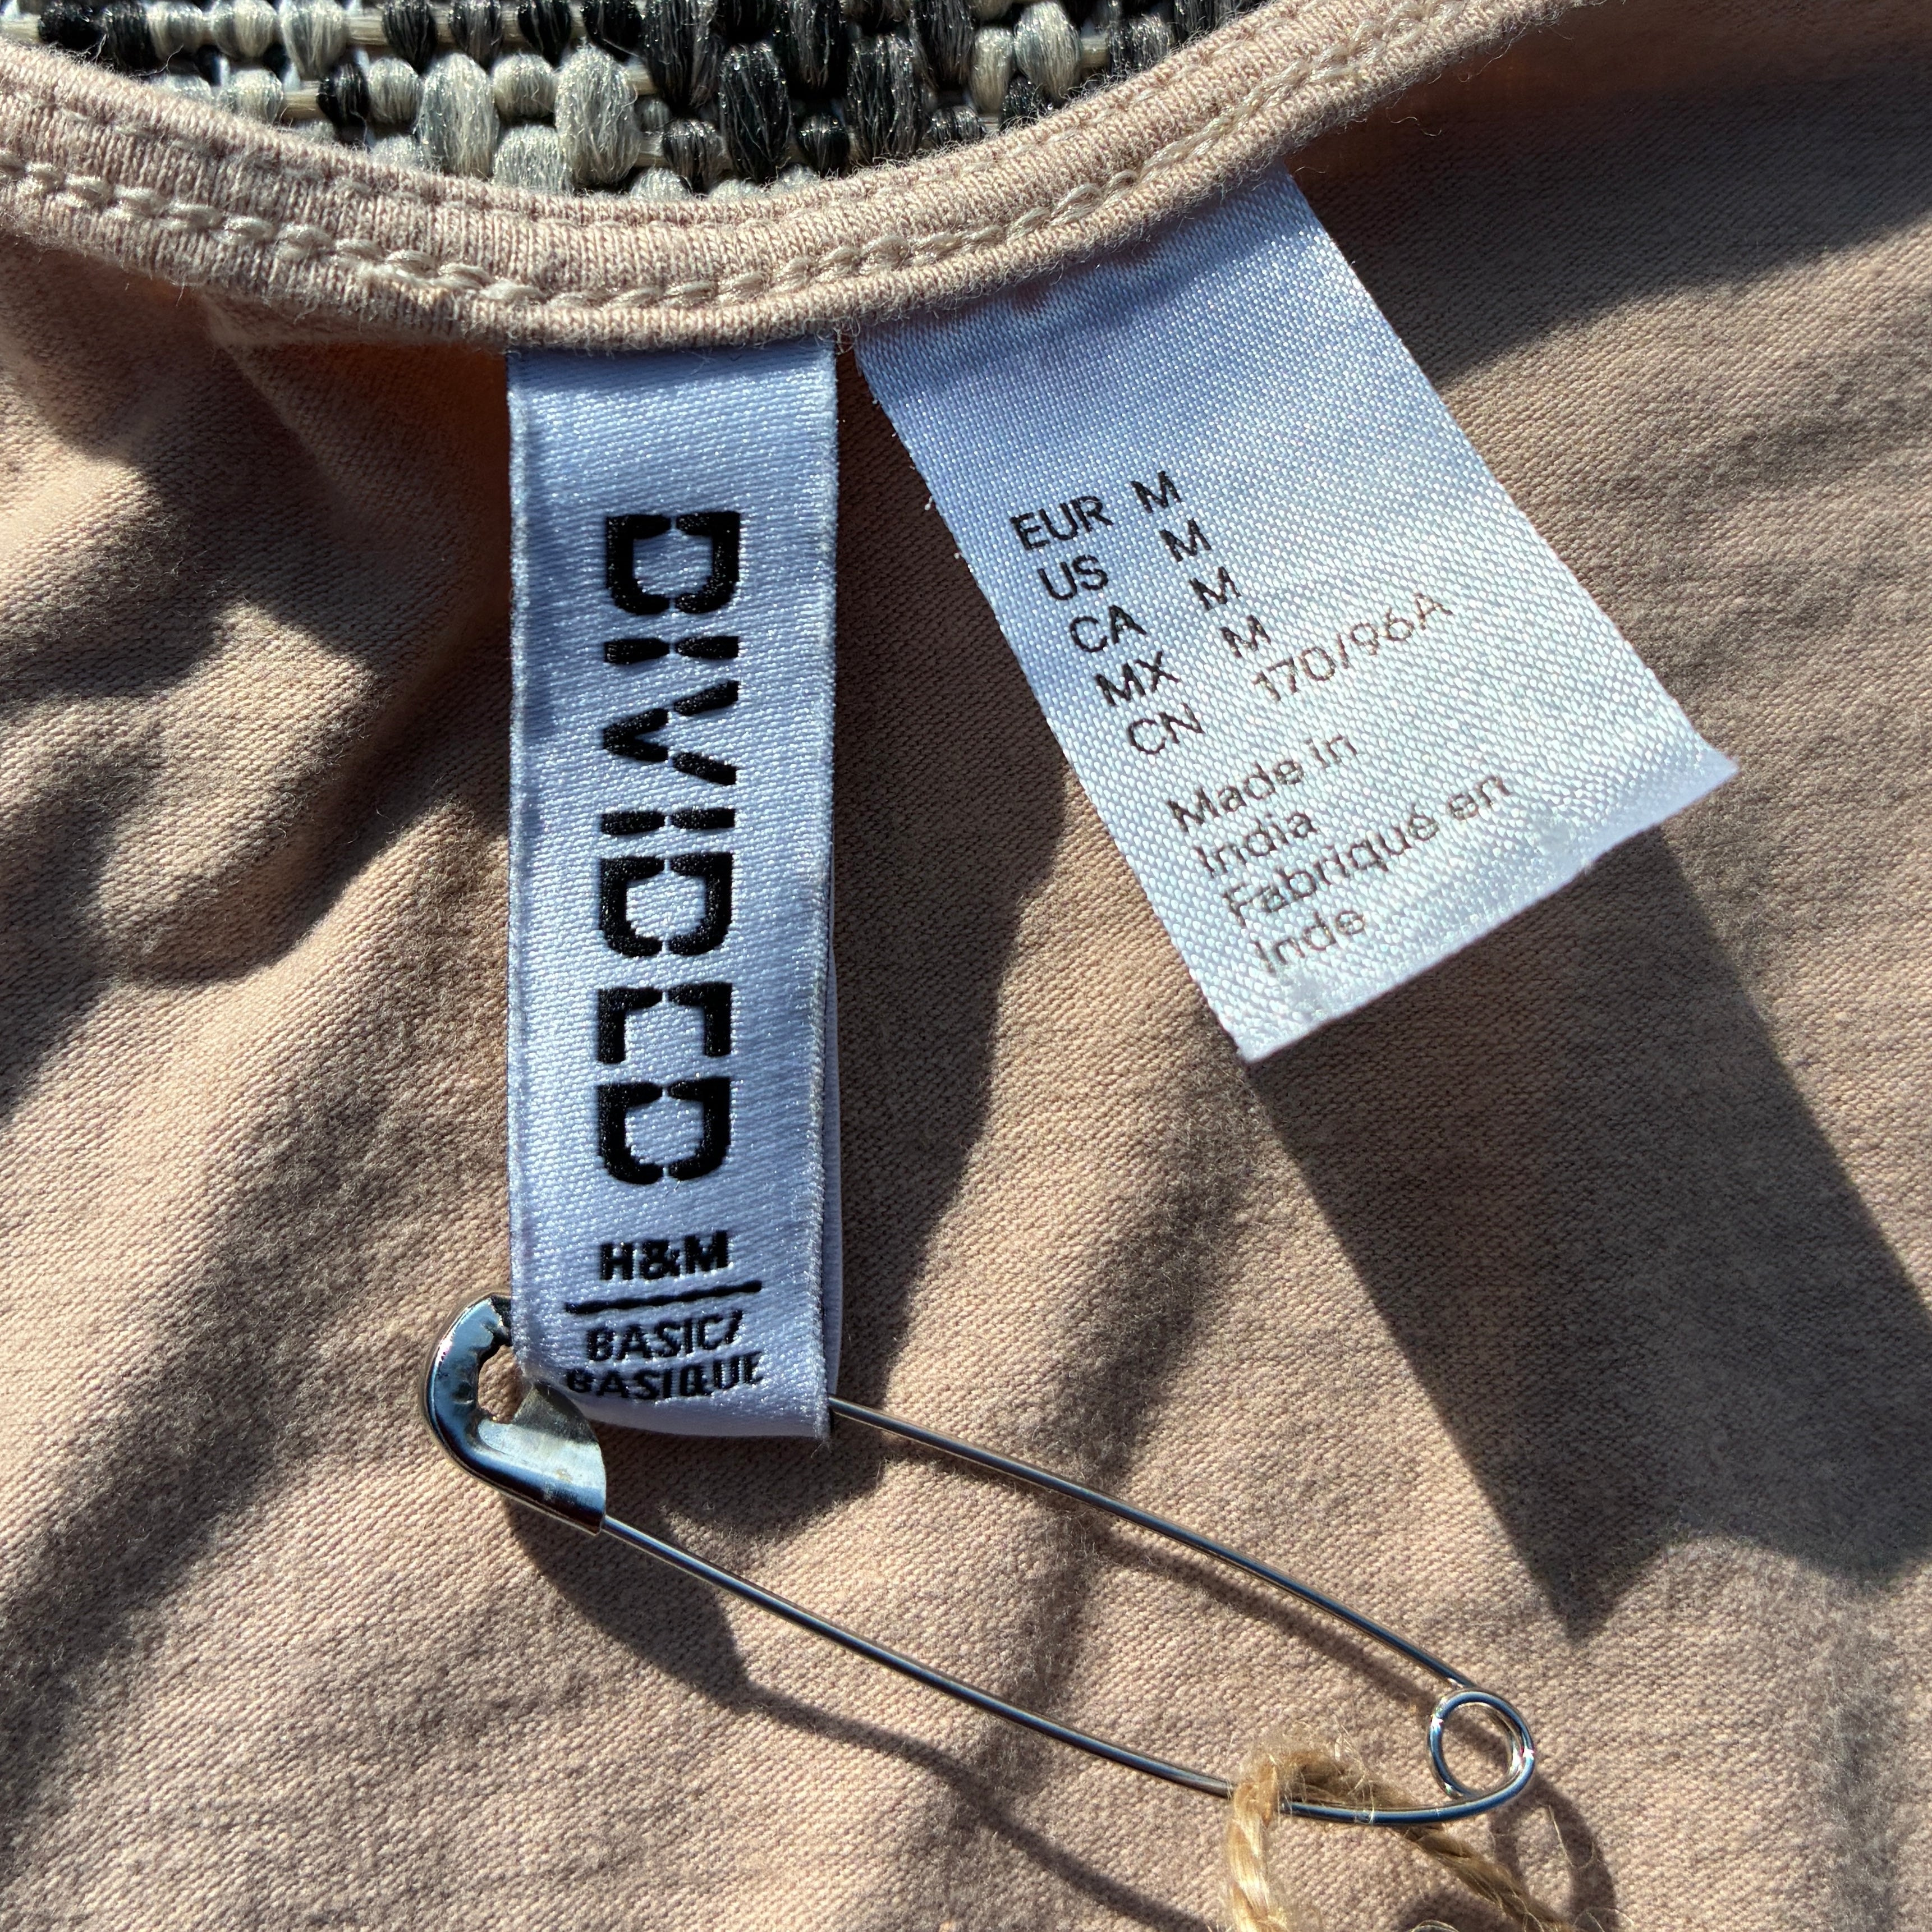 DIVIDED
H&M
BASIC/
BASIQUE
EUR M
US M
CA M
MX M
CN 170/96A
Made in
India
Fabriqué en
Inde